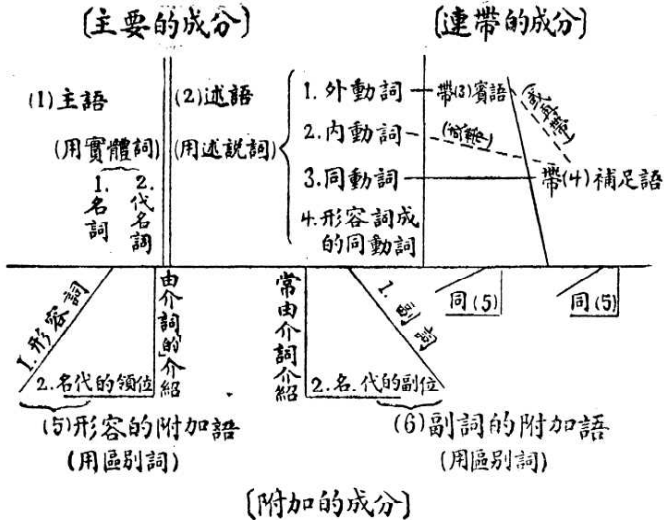 〔主要的成分〕
〔連帶的成分〕
(1)主語
(用實體詞)
1.名詞
2.代名詞
(2)述語
(用述說詞)
1.外動詞
2.內動詞
3.同動詞
4.形容詞成的同動詞
帶(3)賓語
(或再帶)
(或帶)
帶(4)補足語
1.形容詞
2.名代的領位
由介詞「的」介紹
(5)形容的附加語
(用區別詞)
常由介詞介紹
1.副詞
2.名.代的副位
(6)副詞的附加語
(用區別詞)
同(5)
同(5)
〔附加的成分〕